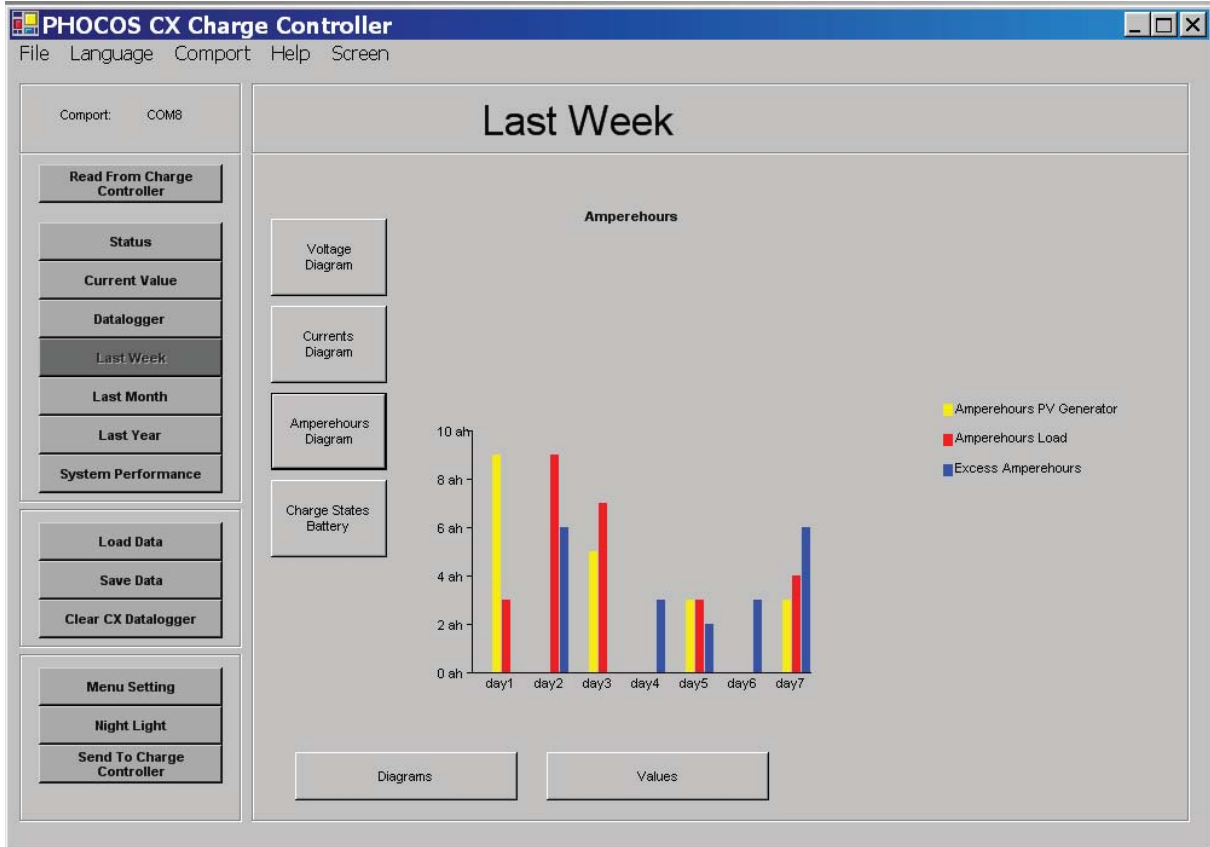 PHOCOS CX Charge Controller
File Language Comport Help Screen
Comport: COM8
Last Week
Read From Charge
Controller
Status
Current Value
Datalogger
Last Week
Last Month
Last Year
System Performance
Load Data
Save Data
Clear CX Datalogger
Menu Setting
Night Light
Send To Charge
Controller
Voltage
Diagram
Currents
Diagram
Amperehours
Diagram
Charge States
Battery
Amperehours
10 ah
8 ah
6 ah
4 ah
2 ah
0 ah
day1 day2 day3 day4 day5 day6 day7
Amperehours PV Generator
Amperehours Load
Excess Amperehours
Diagrams
Values